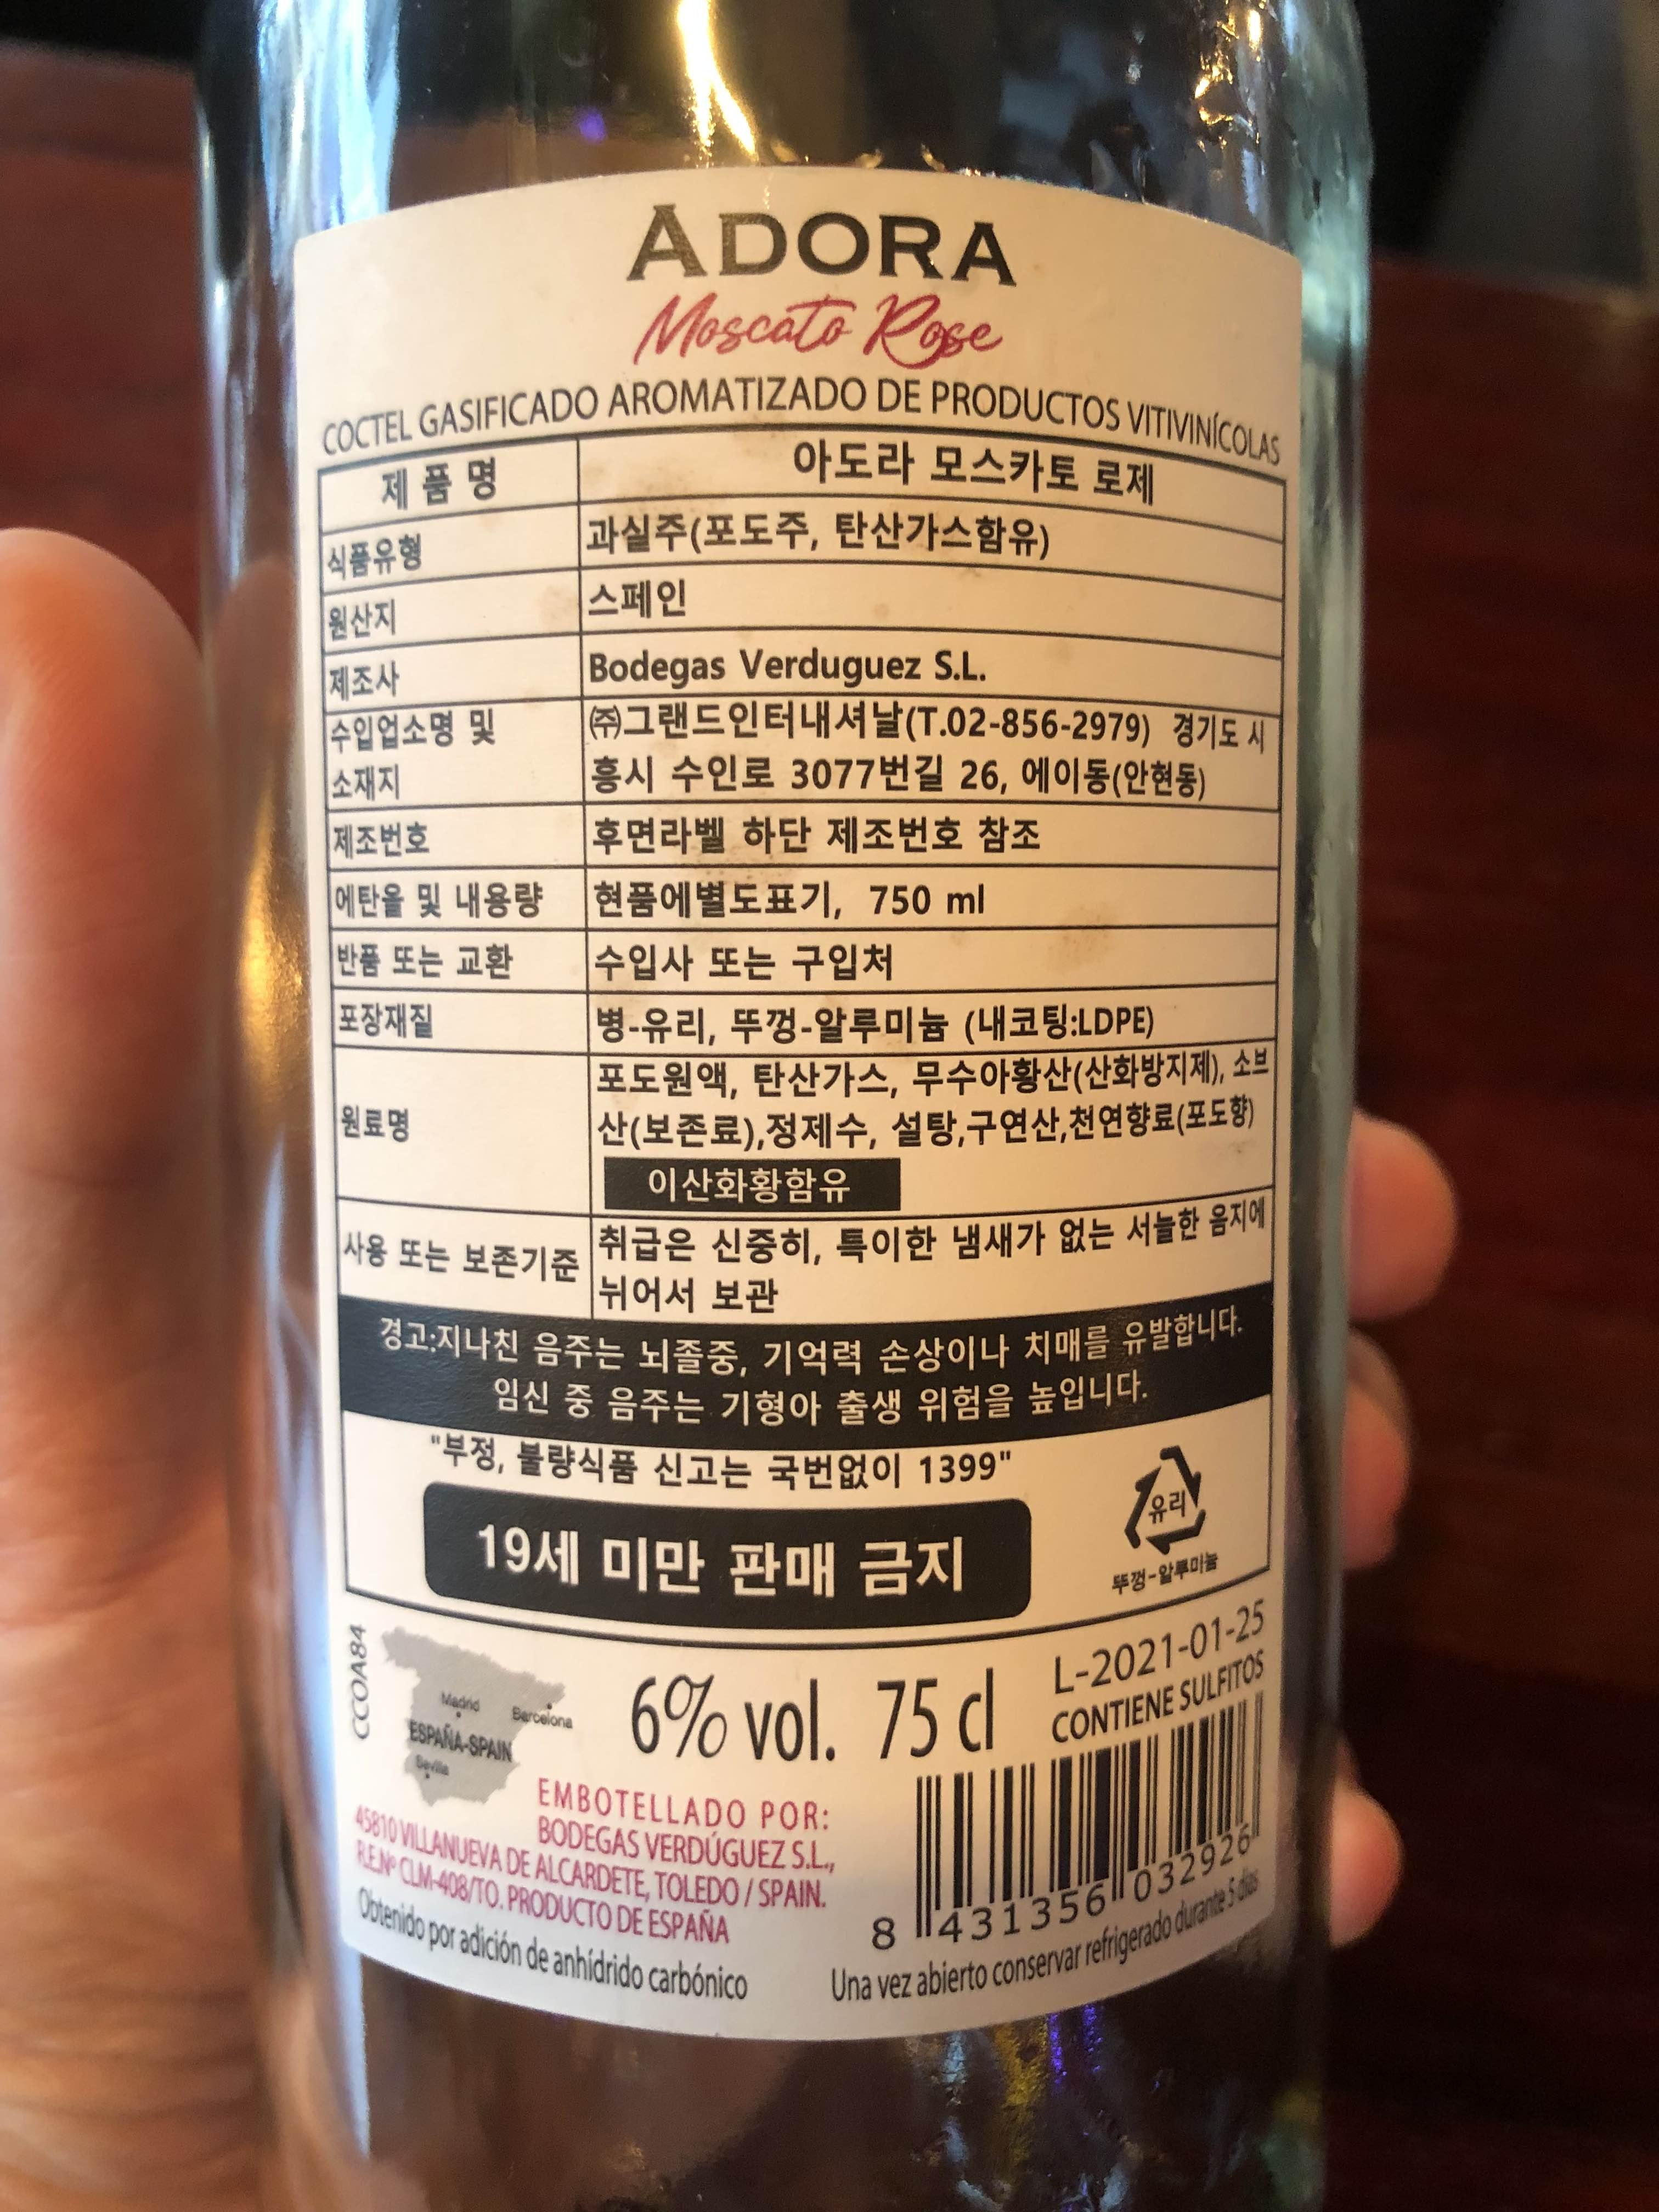 ADORA
Moscato Rose
COCTEL GASIFICADO AROMATIZADO DE PRODUCTOS VITIVINÍCOLAS
제 품 명 아도라 모스카토 로제
식품유형 과실주(포도주, 탄산가스함유)
원산지 스페인
제조사 Bodegas Verduguez S.L.
수입업소명 및 ㈜그랜드인터내셔날(T.02-856-2979) 경기도 시
소재지 흥시 수인로 3077번길 26, 에이동(안현동)
제조번호 후면라벨 하단 제조번호 참조
에탄올 및 내용량 현품에별도표기, 750 ml
반품 또는 교환 수입사 또는 구입처
포장재질 병-유리, 뚜껑-알루미늄 (내코팅:LDPE)
원료명 포도원액, 탄산가스, 무수아황산(산화방지제), 소브
산(보존료),정제수, 설탕,구연산,천연향료(포도향)
이산화황함유
사용 또는 보존기준 취급은 신중히, 특이한 냄새가 없는 서늘한 음지에
뉘어서 보관
경고:지나친 음주는 뇌졸중, 기억력 손상이나 치매를 유발합니다.
임신 중 음주는 기형아 출생 위험을 높입니다.
"부정, 불량식품 신고는 국번없이 1399"
19세 미만 판매 금지
유리
뚜껑-알루미늄
CCOA84
Madrid
Barcelona
ESPAÑA-SPAIN
Sevilla
6% vol. 75 cl
L-2021-01-25
CONTIENE SULFITOS
EMBOTELLADO POR:
BODEGAS VERDÚGUEZ S.L.,
45810 VILLANUEVA DE ALCARDETE, TOLEDO / SPAIN.
R.E.Nº CLM-408/TO. PRODUCTO DE ESPAÑA
Obtenido por adición de anhídrido carbónico
8 431356 032926
Una vez abierto conservar refrigerado durante 5 días